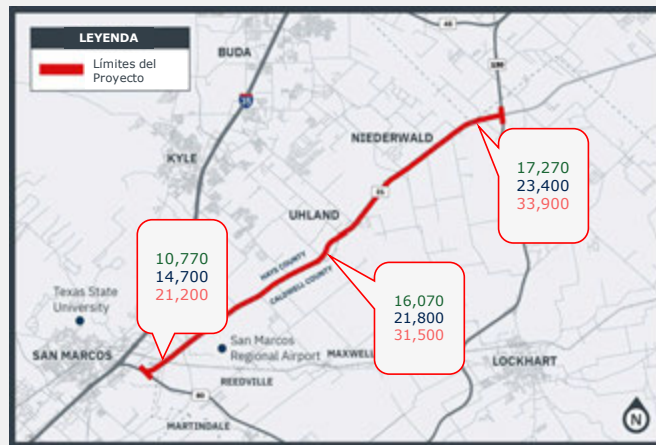 LEYENDA
Límites del
Proyecto
BUDA
45
130
35
NIEDERWALD
KYLE
21
17,270
23,400
33,900
UHLAND
10,770
14,700
21,200
HAYS COUNTY
CALDWELL COUNTY
16,070
21,800
31,500
Texas State
University
San Marcos
Regional Airport
SAN MARCOS
MAXWELL
LOCKHART
REEDVILLE
80
MARTINDALE
N